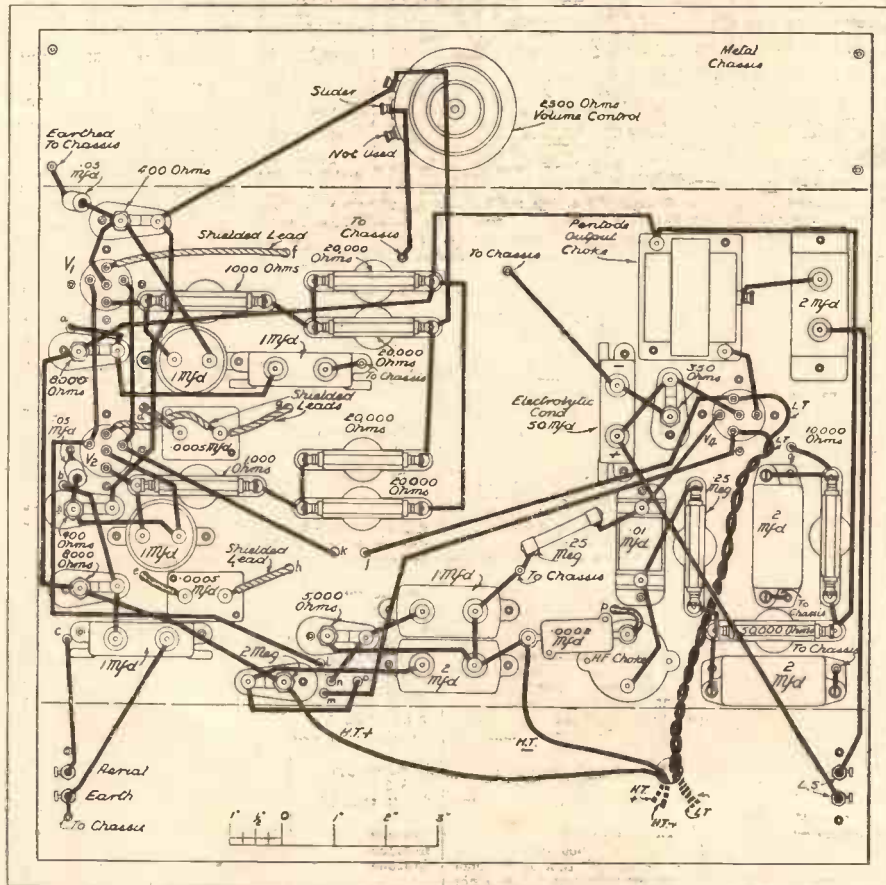 Metal
Chassis
Slider
2500 Ohms
Volume Control
Not Used
Earthed
To Chassis
.05
Mfd
400 Ohms
Shielded Lead
f
To
Chassis
20,000
Ohms
1000 Ohms
V1
a
To Chassis
Pentode
Output
Choke
2 Mfd
8000
Ohms
1 Mfd
1 Mfd
20,000
Ohms
To Chassis
Shielded
Leads
d
.0005 Mfd
350
Ohms
Electrolytic
Cond
50 Mfd
-
+
V4
LT
LT
10,000
Ohms
.05
Mfd
V2
b
20,000
Ohms
1,000
Ohms
20,000
Ohms
400
Ohms
8000
Ohms
1 Mfd
Shielded
Lead
h
e
.0005
Mfd
k
j
.25
Meg
.01
Mfd
.25
Meg
2
Mfd
To Chassis
To
Chassis
c
1 Mfd
5,000
Ohms
1 Mfd
2 Meg
l
n
p
m
2
Mfd
HF Choke
50,000 Ohms
To Chassis
2
Mfd
H.T.+
H.T.
-
Aerial
Earth
To Chassis
1"
½"
0
1"
2"
3"
H.T.
H.T.+
LT
L.S.